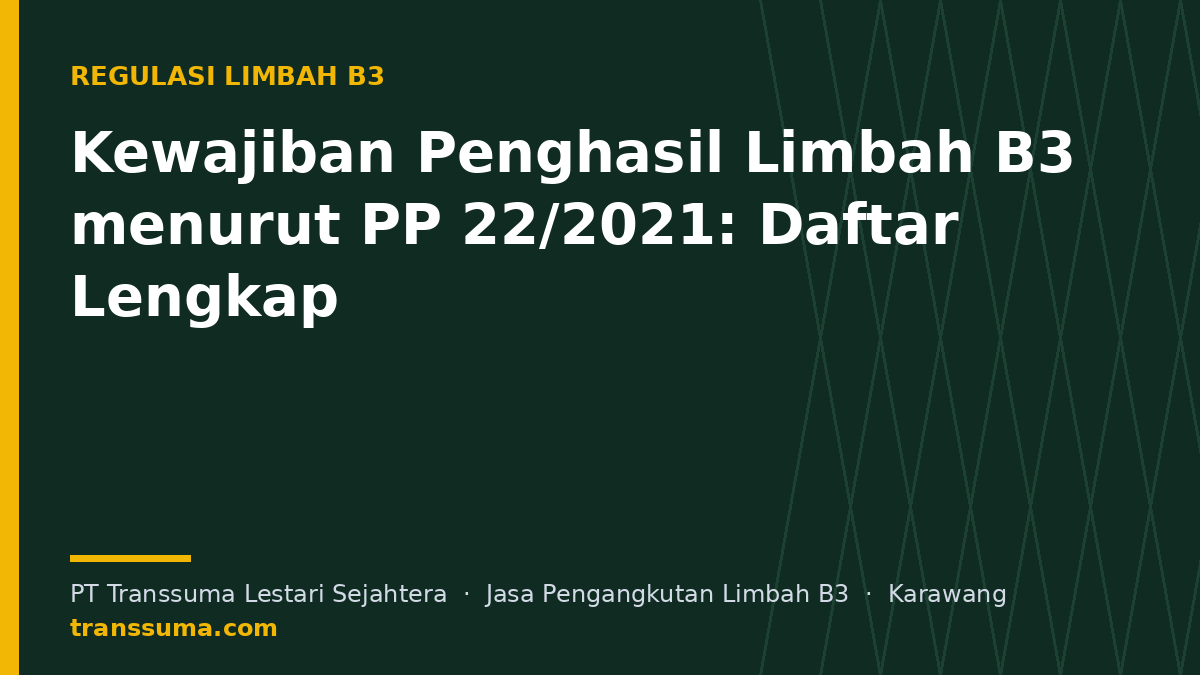 REGULASI LIMBAH B3
Kewajiban Penghasil Limbah B3
menurut PP 22/2021: Daftar
Lengkap
PT Transsuma Lestari Sejahtera · Jasa Pengangkutan Limbah B3 · Karawang
transsuma.com